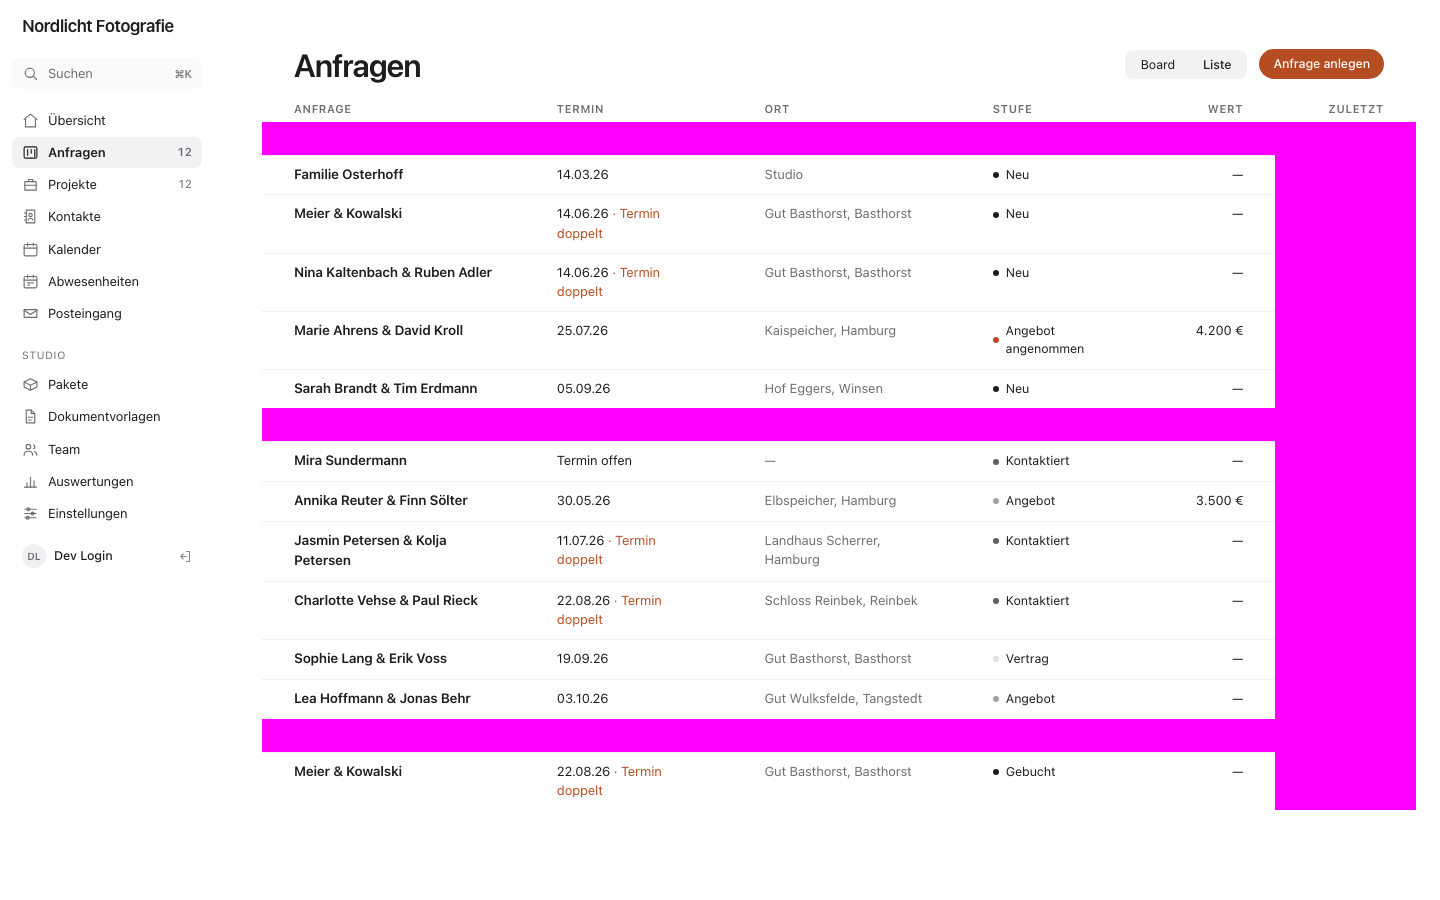 Nordlicht Fotografie
Suchen ⌘K
Übersicht
Anfragen 12
Projekte 12
Kontakte
Kalender
Abwesenheiten
Posteingang
STUDIO
Pakete
Dokumentvorlagen
Team
Auswertungen
Einstellungen
DL Dev Login
Anfragen
Board Liste Anfrage anlegen
ANFRAGE TERMIN ORT STUFE WERT ZULETZT
Familie Osterhoff 14.03.26 Studio Neu —
Meier & Kowalski 14.06.26 · Termin Gut Basthorst, Basthorst Neu —
doppelt
Nina Kaltenbach & Ruben Adler 14.06.26 · Termin Gut Basthorst, Basthorst Neu —
doppelt
Marie Ahrens & David Kroll 25.07.26 Kaispeicher, Hamburg Angebot 4.200 €
angenommen
Sarah Brandt & Tim Erdmann 05.09.26 Hof Eggers, Winsen Neu —
Mira Sundermann Termin offen — Kontaktiert —
Annika Reuter & Finn Sölter 30.05.26 Elbspeicher, Hamburg Angebot 3.500 €
Jasmin Petersen & Kolja 11.07.26 · Termin Landhaus Scherrer, Kontaktiert —
Petersen doppelt Hamburg
Charlotte Vehse & Paul Rieck 22.08.26 · Termin Schloss Reinbek, Reinbek Kontaktiert —
doppelt
Sophie Lang & Erik Voss 19.09.26 Gut Basthorst, Basthorst Vertrag —
Lea Hoffmann & Jonas Behr 03.10.26 Gut Wulksfelde, Tangstedt Angebot —
Meier & Kowalski 22.08.26 · Termin Gut Basthorst, Basthorst Gebucht —
doppelt